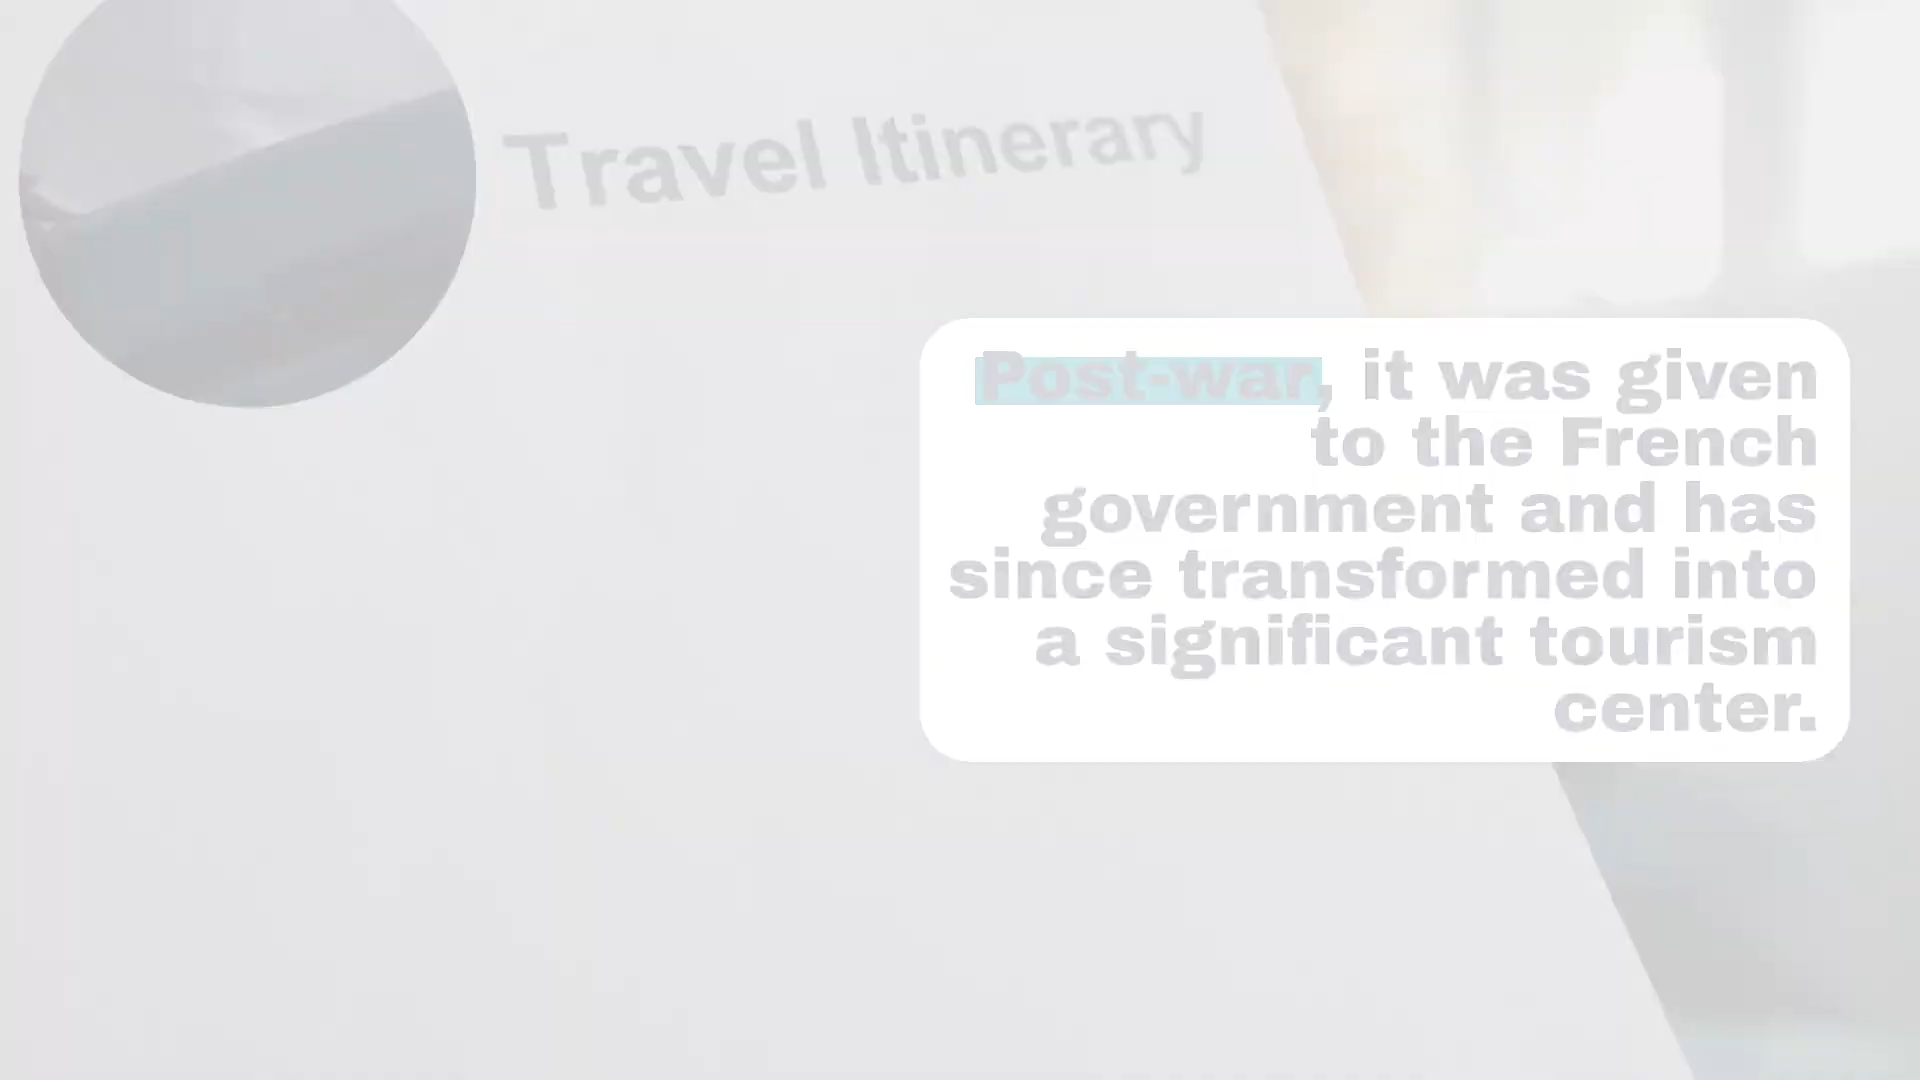 Travel Itinerary
Post-war, it was given
to the French
government and has
since transformed into
a significant tourism
center.